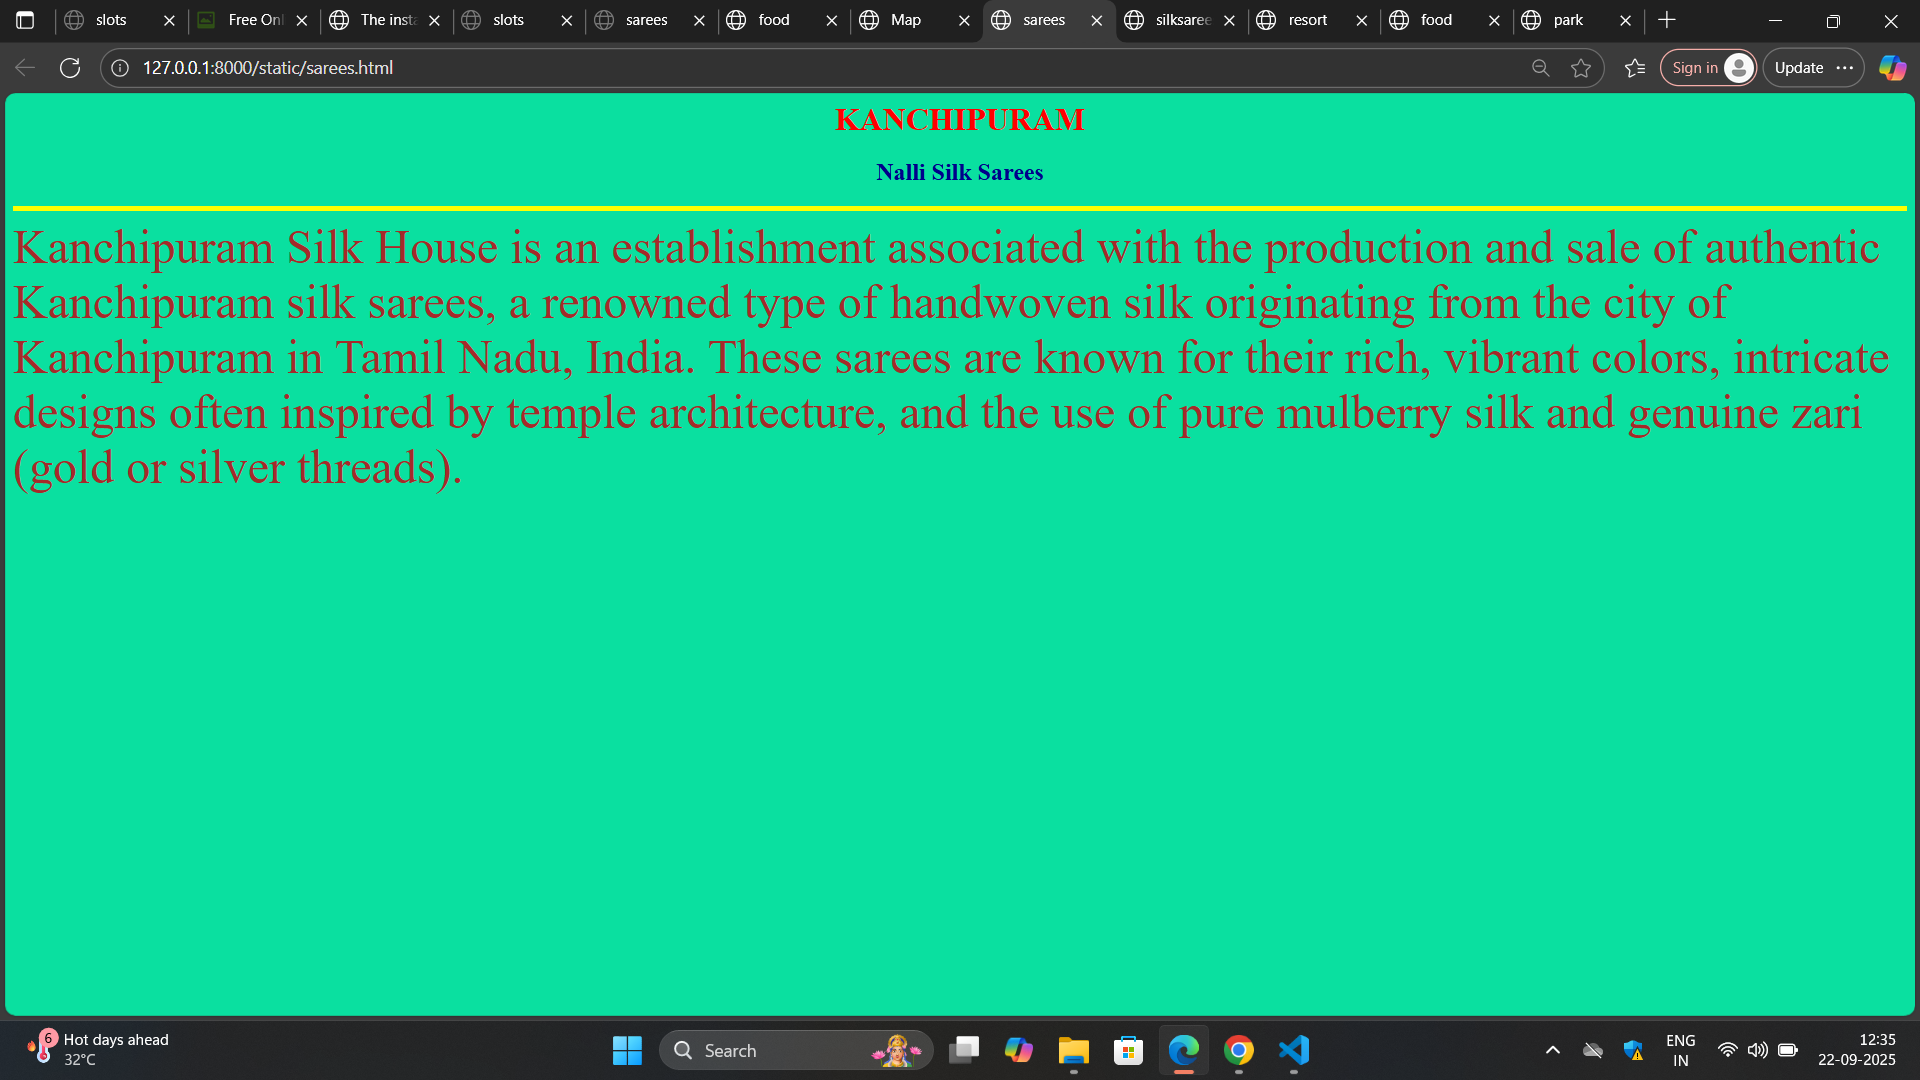 slots
Free Onl
The insta
slots
sarees
food
Map
sarees
silksaree
resort
food
park
127.0.0.1:8000/static/sarees.html
Sign in
Update
KANCHIPURAM
Nalli Silk Sarees
Kanchipuram Silk House is an establishment associated with the production and sale of authentic
Kanchipuram silk sarees, a renowned type of handwoven silk originating from the city of
Kanchipuram in Tamil Nadu, India. These sarees are known for their rich, vibrant colors, intricate
designs often inspired by temple architecture, and the use of pure mulberry silk and genuine zari
(gold or silver threads).
6
Hot days ahead
32°C
Search
ENG
IN
12:35
22-09-2025